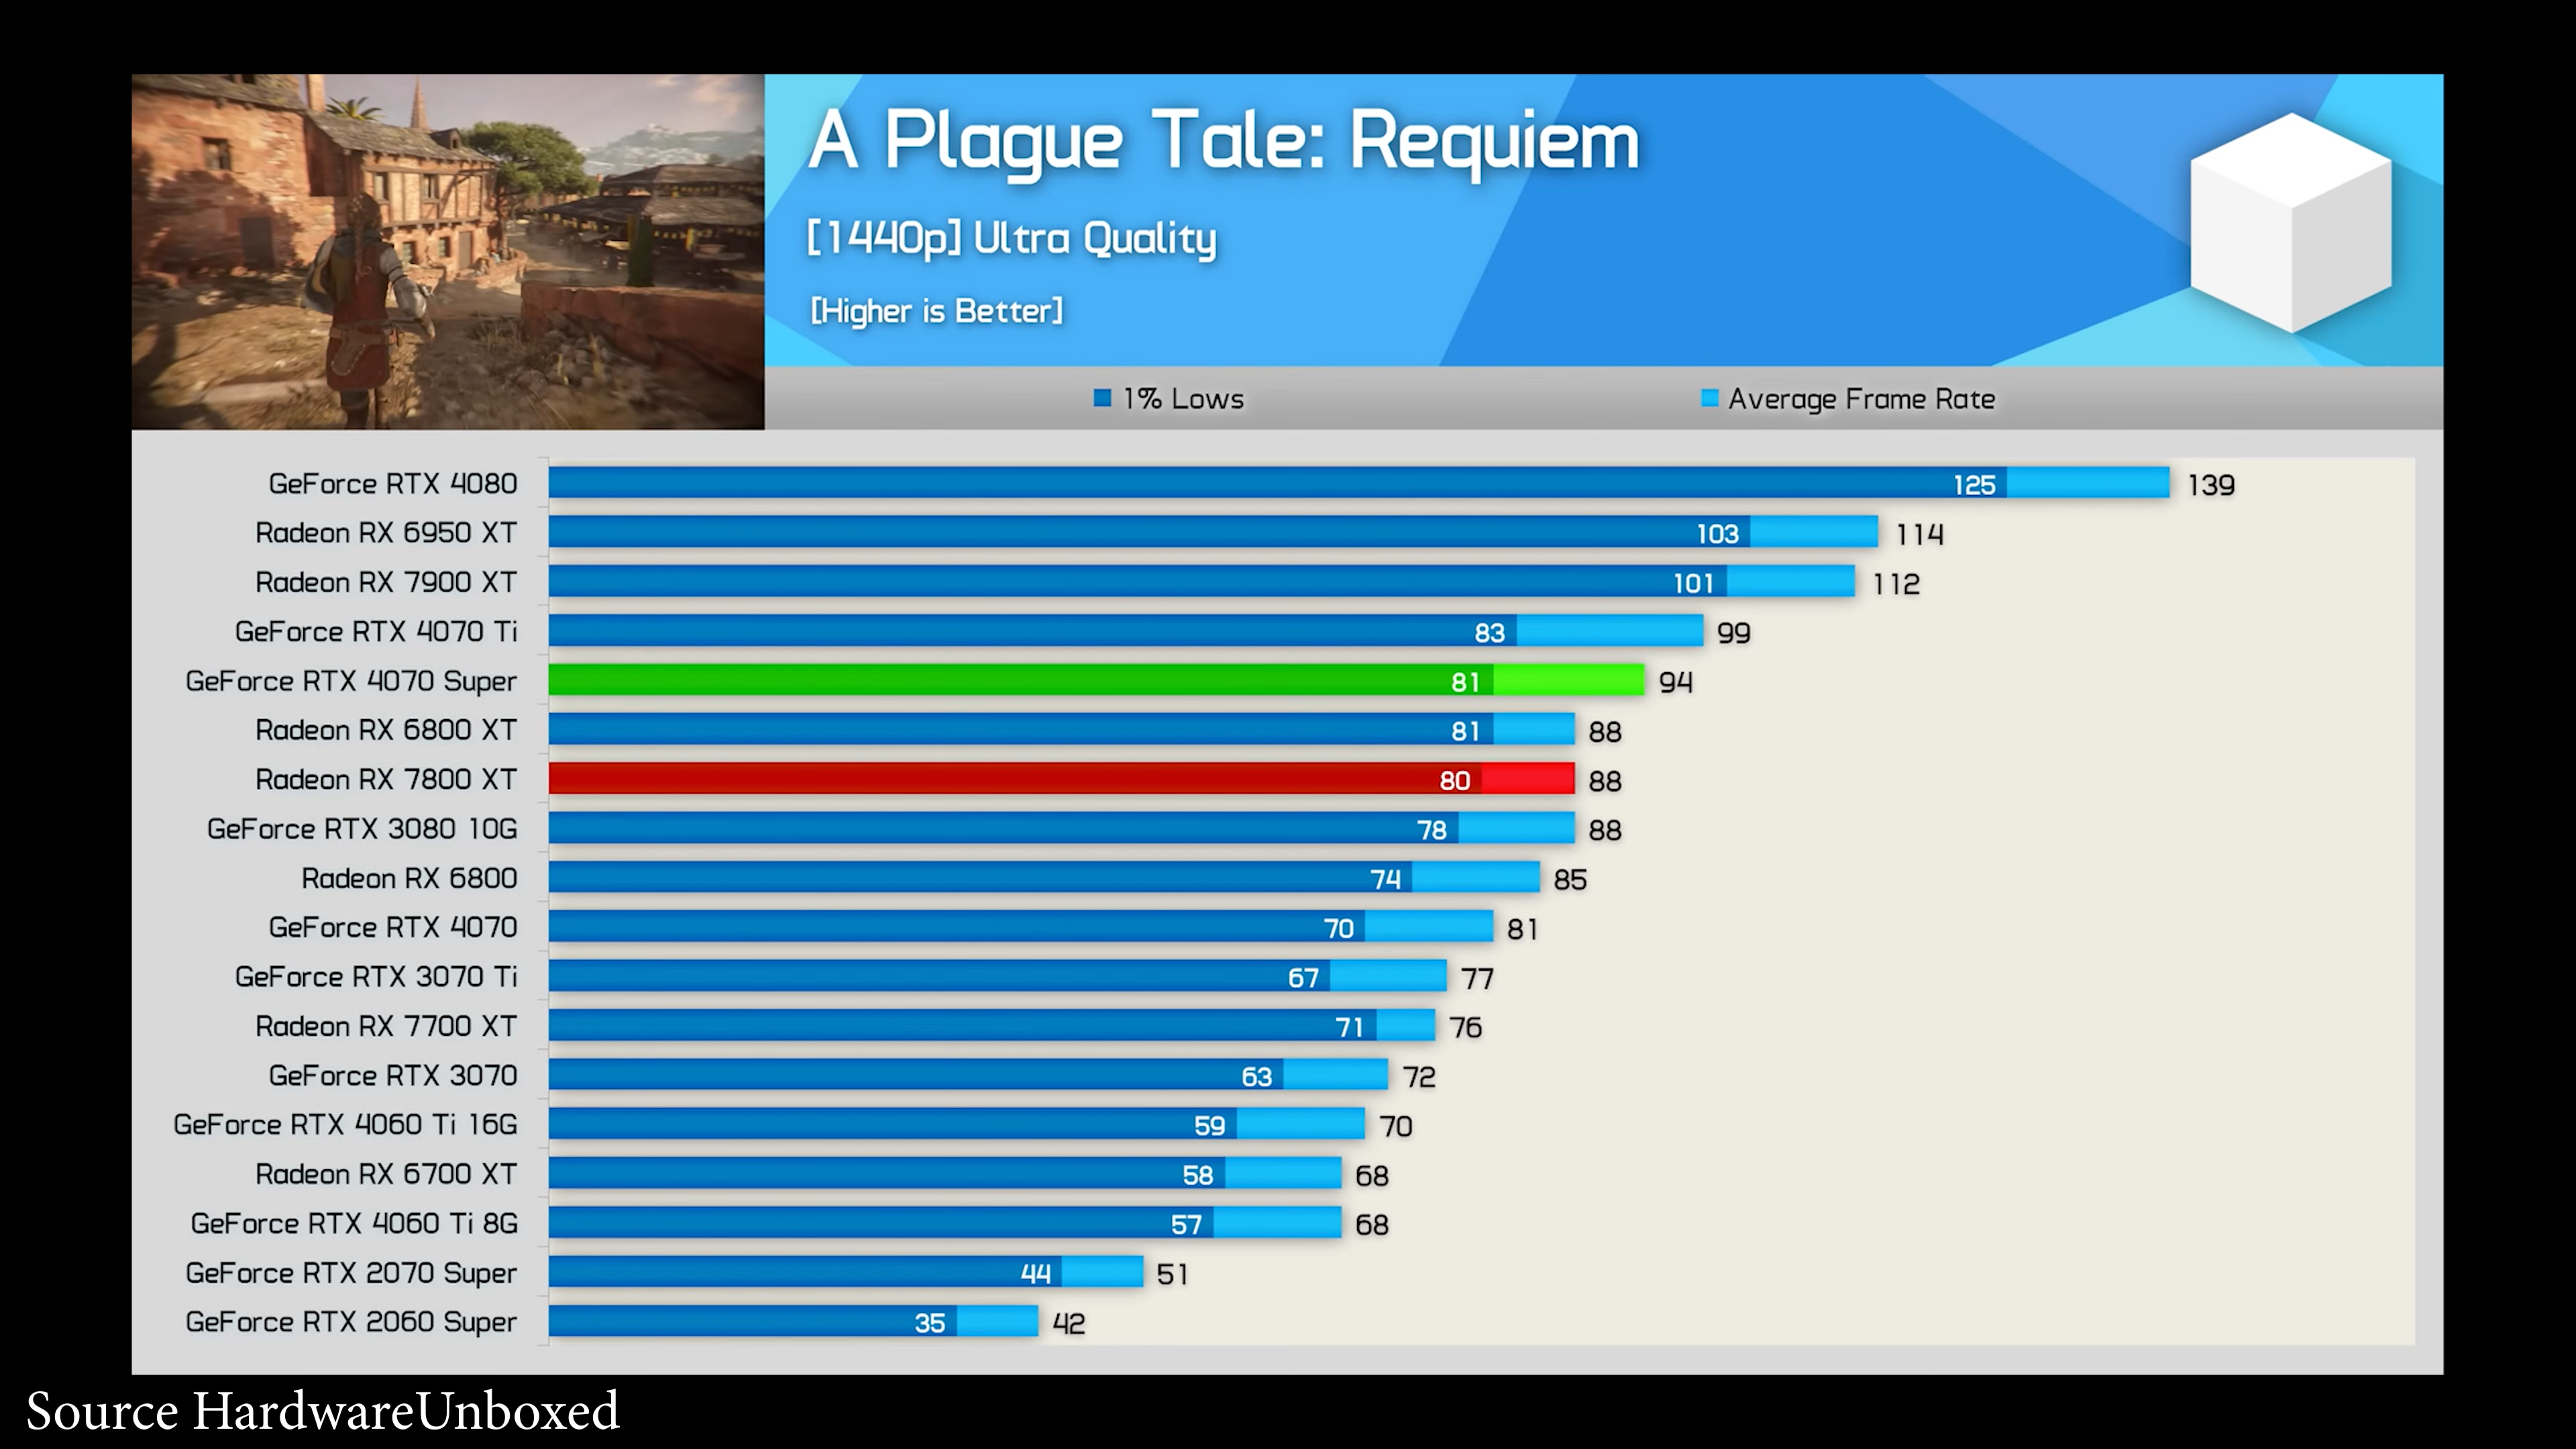 A Plague Tale: Requiem
[1440p] Ultra Quality
[Higher is Better]
1% Lows Average Frame Rate
GeForce RTX 4080 125 139
Radeon RX 6950 XT 103 114
Radeon RX 7900 XT 101 112
GeForce RTX 4070 Ti 83 99
GeForce RTX 4070 Super 81 94
Radeon RX 6800 XT 81 88
Radeon RX 7800 XT 80 88
GeForce RTX 3080 10G 78 88
Radeon RX 6800 74 85
GeForce RTX 4070 70 81
GeForce RTX 3070 Ti 67 77
Radeon RX 7700 XT 71 76
GeForce RTX 3070 63 72
GeForce RTX 4060 Ti 16G 59 70
Radeon RX 6700 XT 58 68
GeForce RTX 4060 Ti 8G 57 68
GeForce RTX 2070 Super 44 51
GeForce RTX 2060 Super 35 42
Source HardwareUnboxed